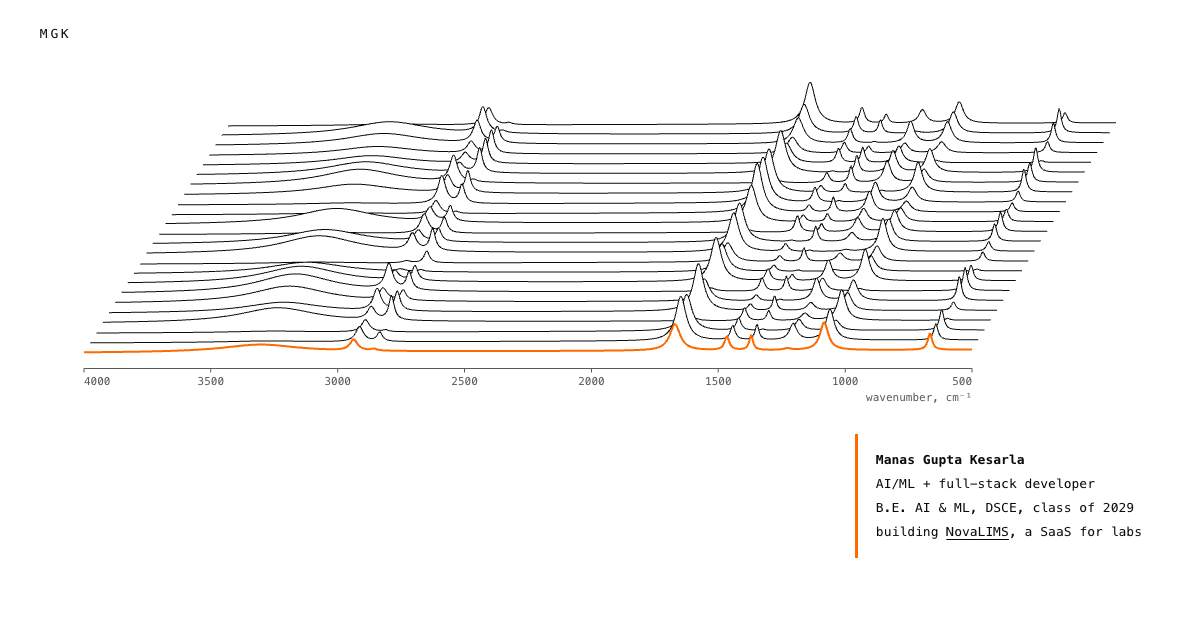 MGK
4000 3500 3000 2500 2000 1500 1000 500
wavenumber, cm⁻¹
Manas Gupta Kesarla
AI/ML + full—stack developer
B.E. AI & ML, DSCE, class of 2029
building NovaLIMS, a SaaS for labs